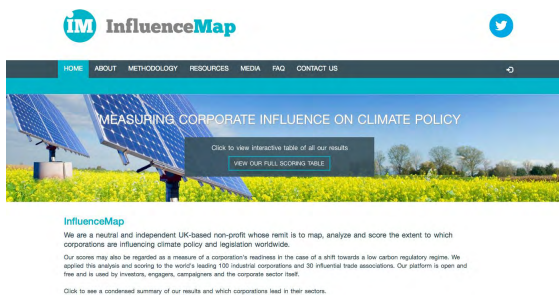 IM InfluenceMap
HOME ABOUT METHODOLOGY RESOURCES MEDIA FAQ CONTACT US
MEASURING CORPORATE INFLUENCE ON CLIMATE POLICY
Click to view interactive table of all our results
VIEW OUR FULL SCORING TABLE
InfluenceMap
We are a neutral and independent UK-based non-profit whose remit is to map, analyze and score the extent to which
corporations are influencing climate policy and legislation worldwide.
Our scores may also be regarded as a measure of a corporation's readiness in the case of a shift towards a low carbon regulatory regime. We
applied this analysis and scoring to the world's leading 100 industrial corporations and 30 influential trade associations. Our platform is open and
free and is used by investors, engagers, campaigners and the corporate sector itself.
Click to see a condensed summary of our results and which corporations lead in their sectors.